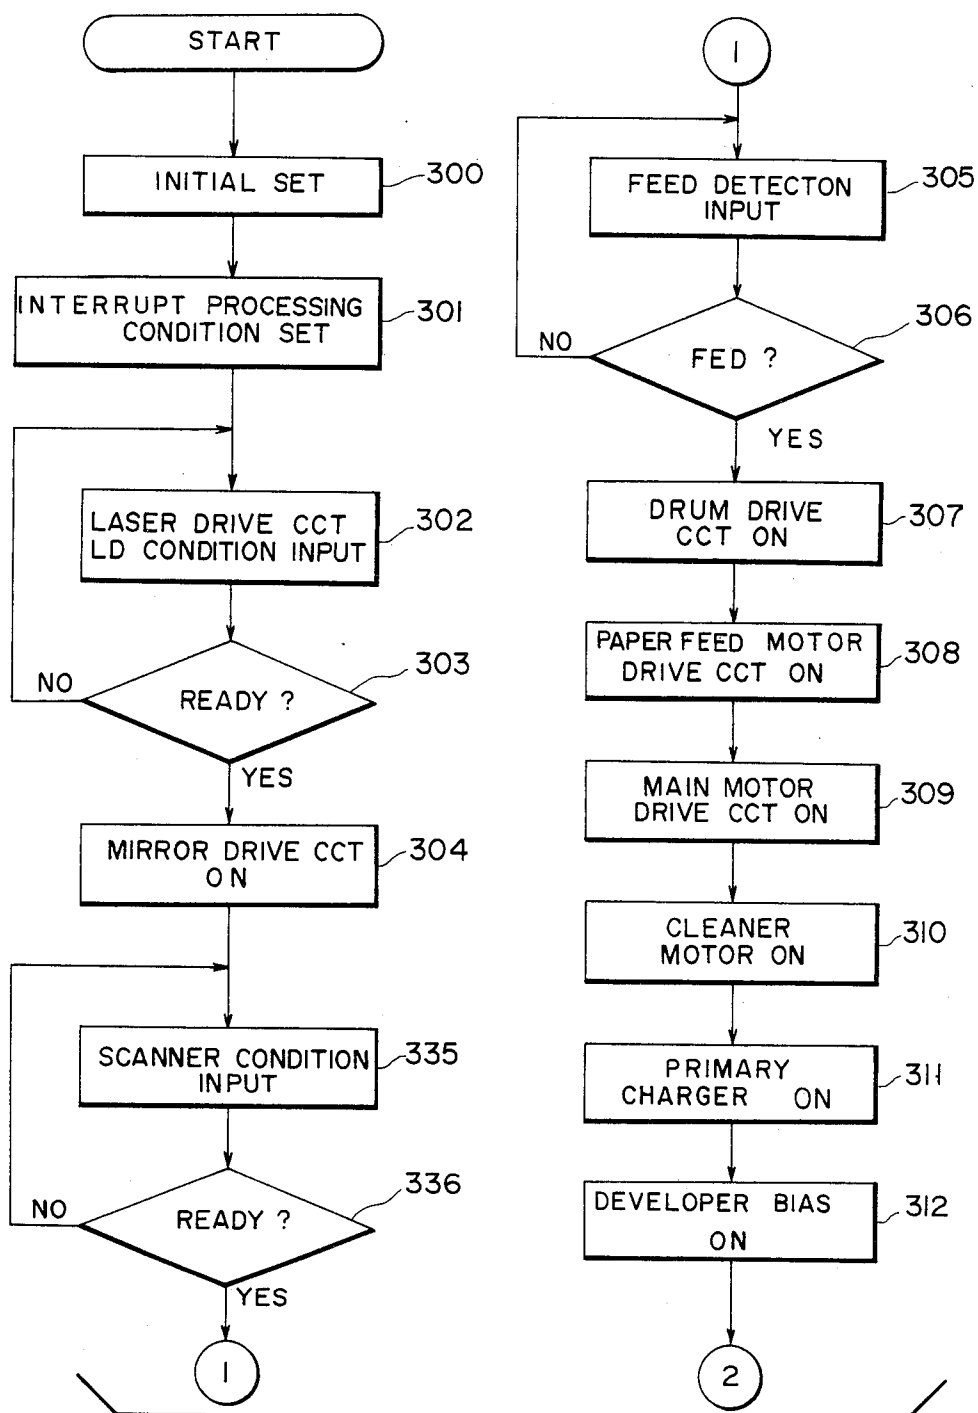 START
INITIAL SET
300
INTERRUPT PROCESSING
CONDITION SET
301
LASER DRIVE CCT
LD CONDITION INPUT
302
READY ?
303
NO
YES
MIRROR DRIVE CCT
ON
304
SCANNER CONDITION
INPUT
335
READY ?
336
NO
YES
1
1
FEED DETECTON
INPUT
305
FED ?
306
NO
YES
DRUM DRIVE
CCT ON
307
PAPER FEED MOTOR
DRIVE CCT ON
308
MAIN MOTOR
DRIVE CCT ON
309
CLEANER
MOTOR ON
310
PRIMARY
CHARGER ON
311
DEVELOPER BIAS
ON
312
2